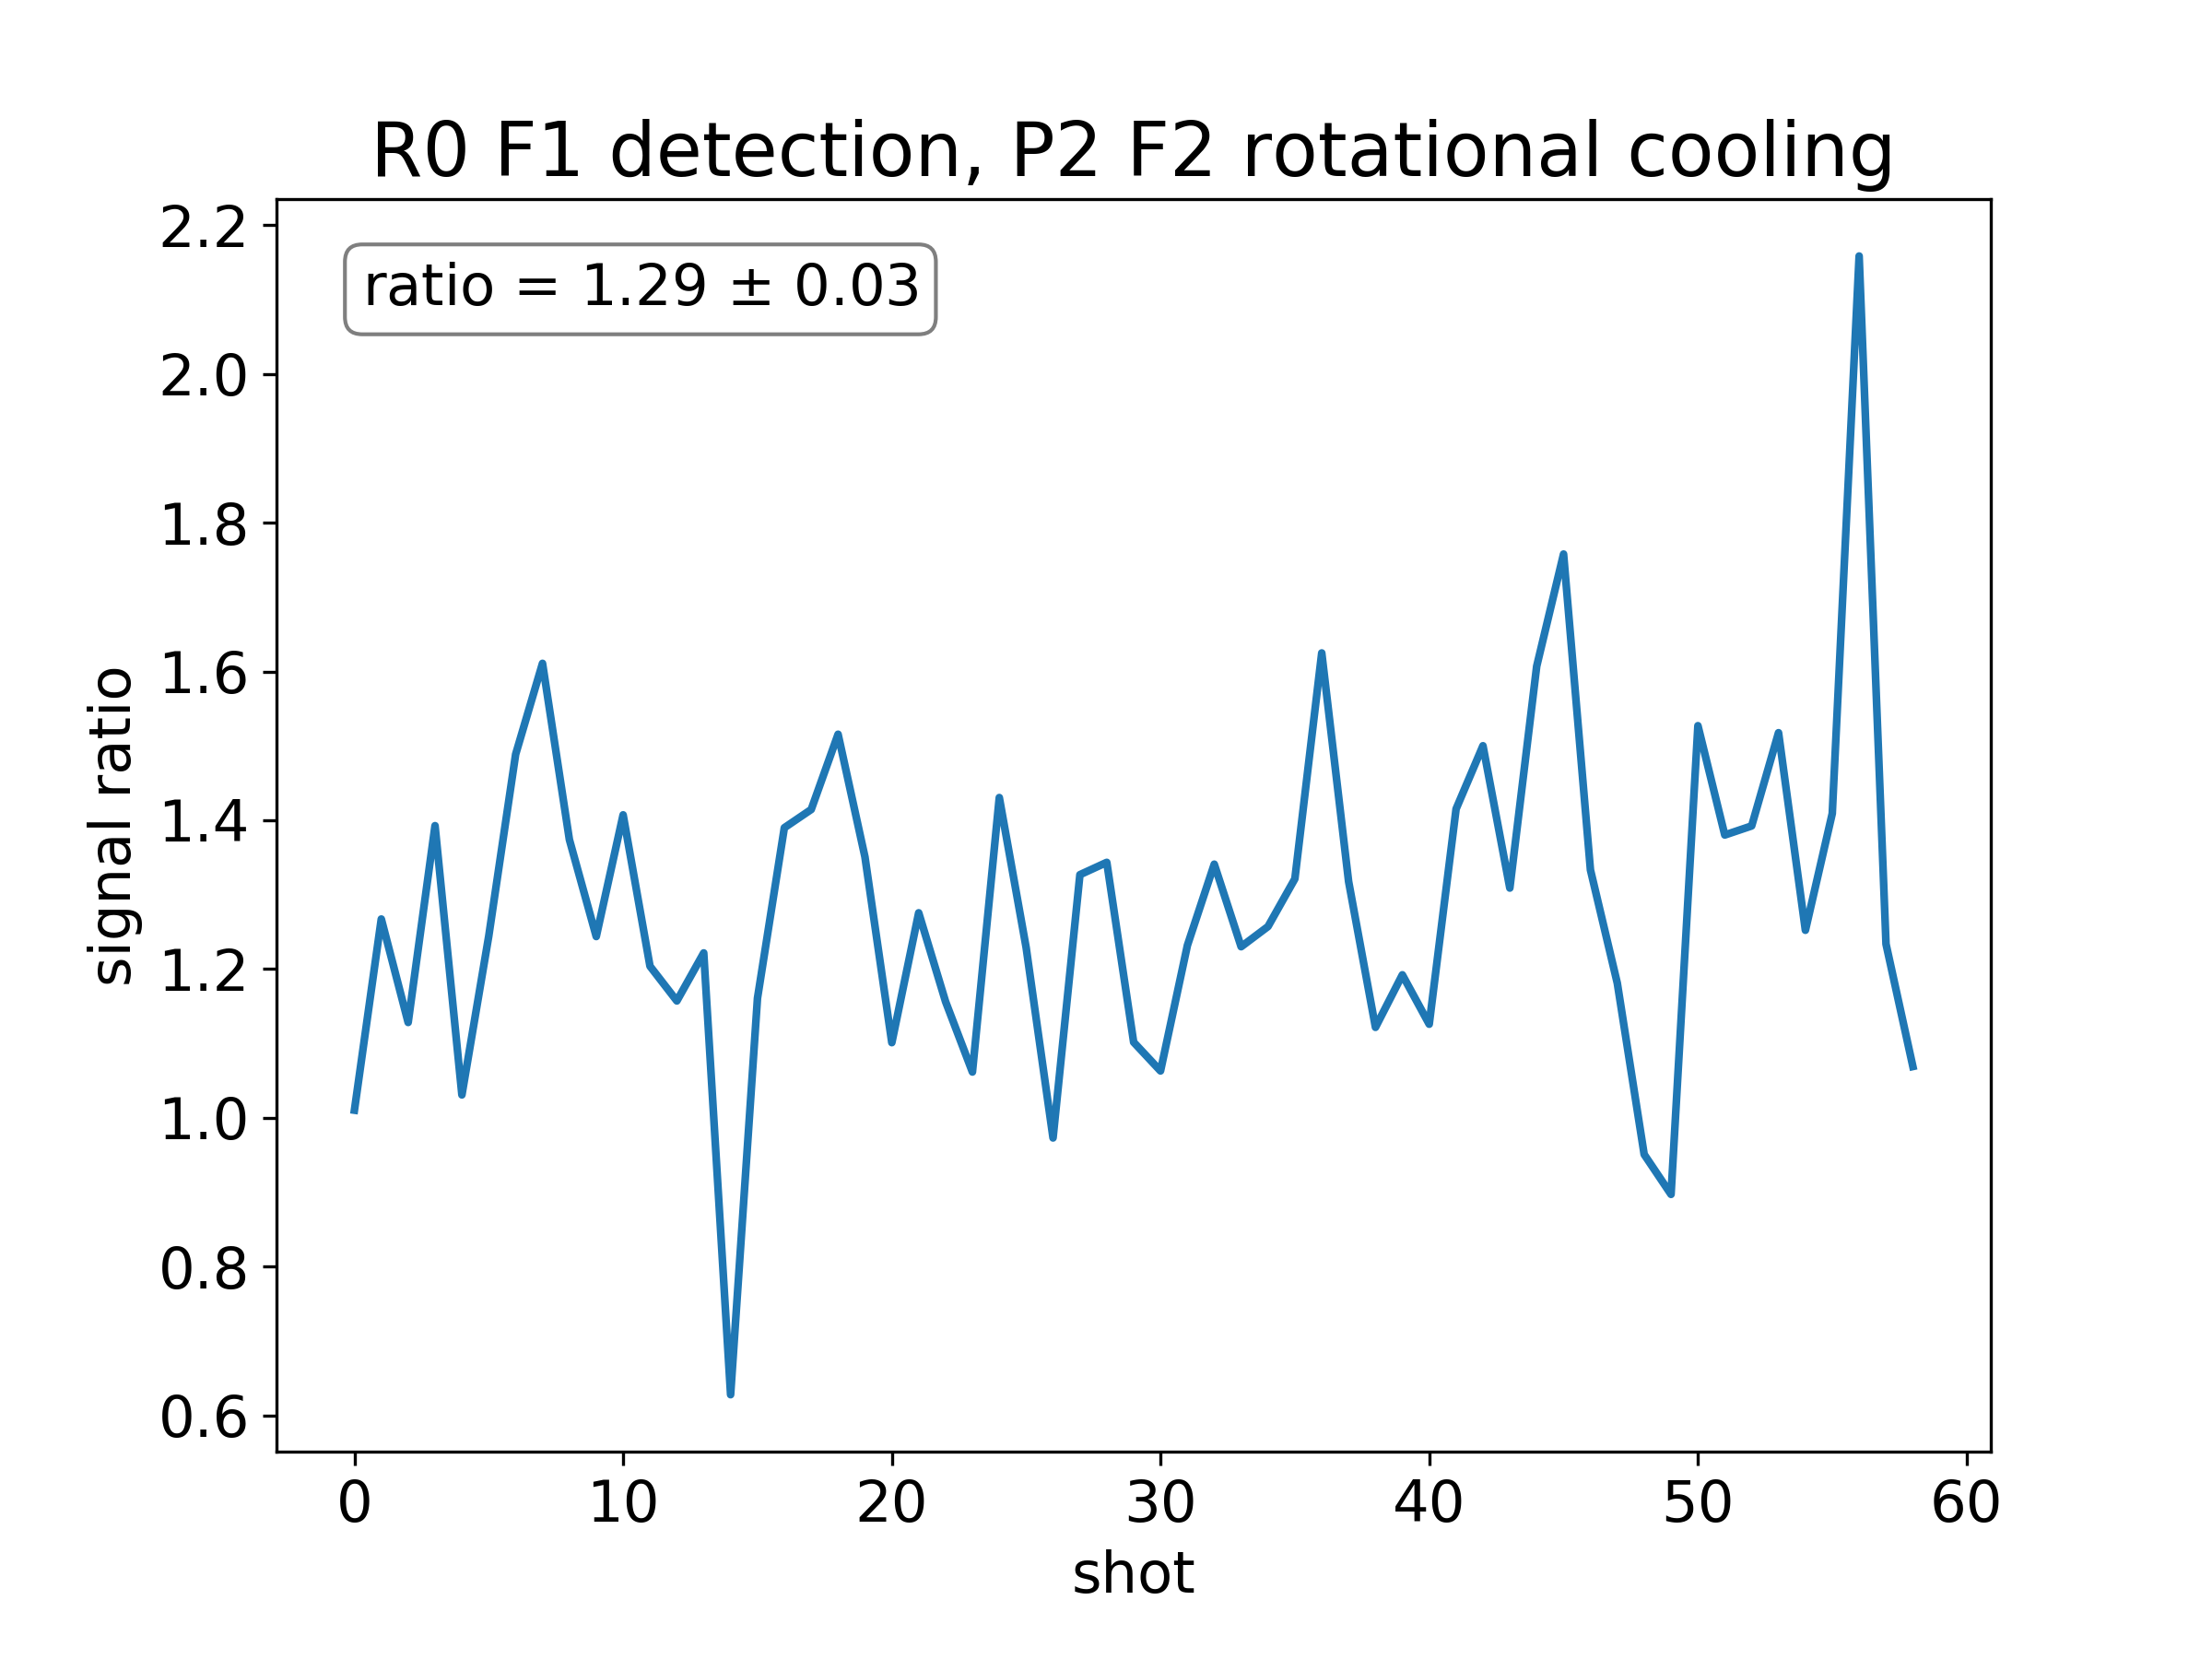 R0 F1 detection, P2 F2 rotational cooling
ratio = 1.29 ± 0.03
signal ratio
2.2
2.0
1.8
1.6
1.4
1.2
1.0
0.8
0.6
0 10 20 30 40 50 60
shot